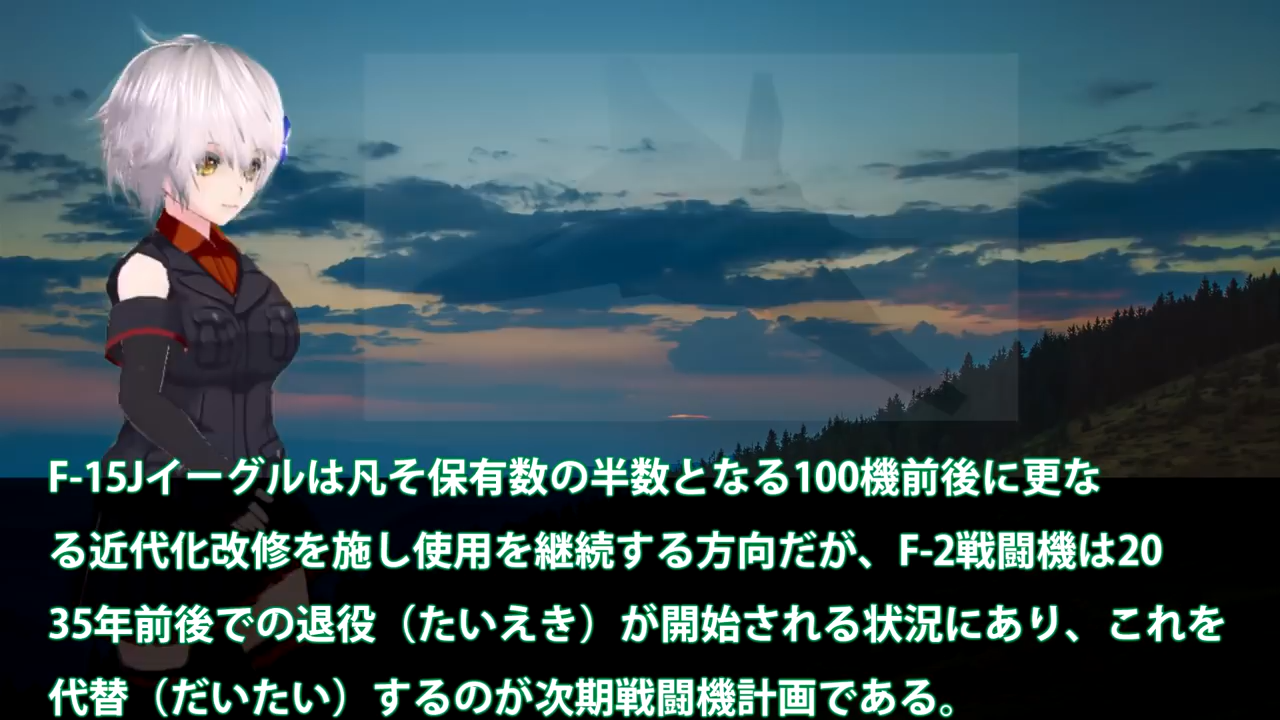 F-15Jイーグルは凡そ保有数の半数となる100機前後に更な
る近代化改修を施し使用を継続する方向だが、F-2戦闘機は20
35年前後での退役（たいえき）が開始される状況にあり、これを
代替（だいたい）するのが次期戦闘機計画である。